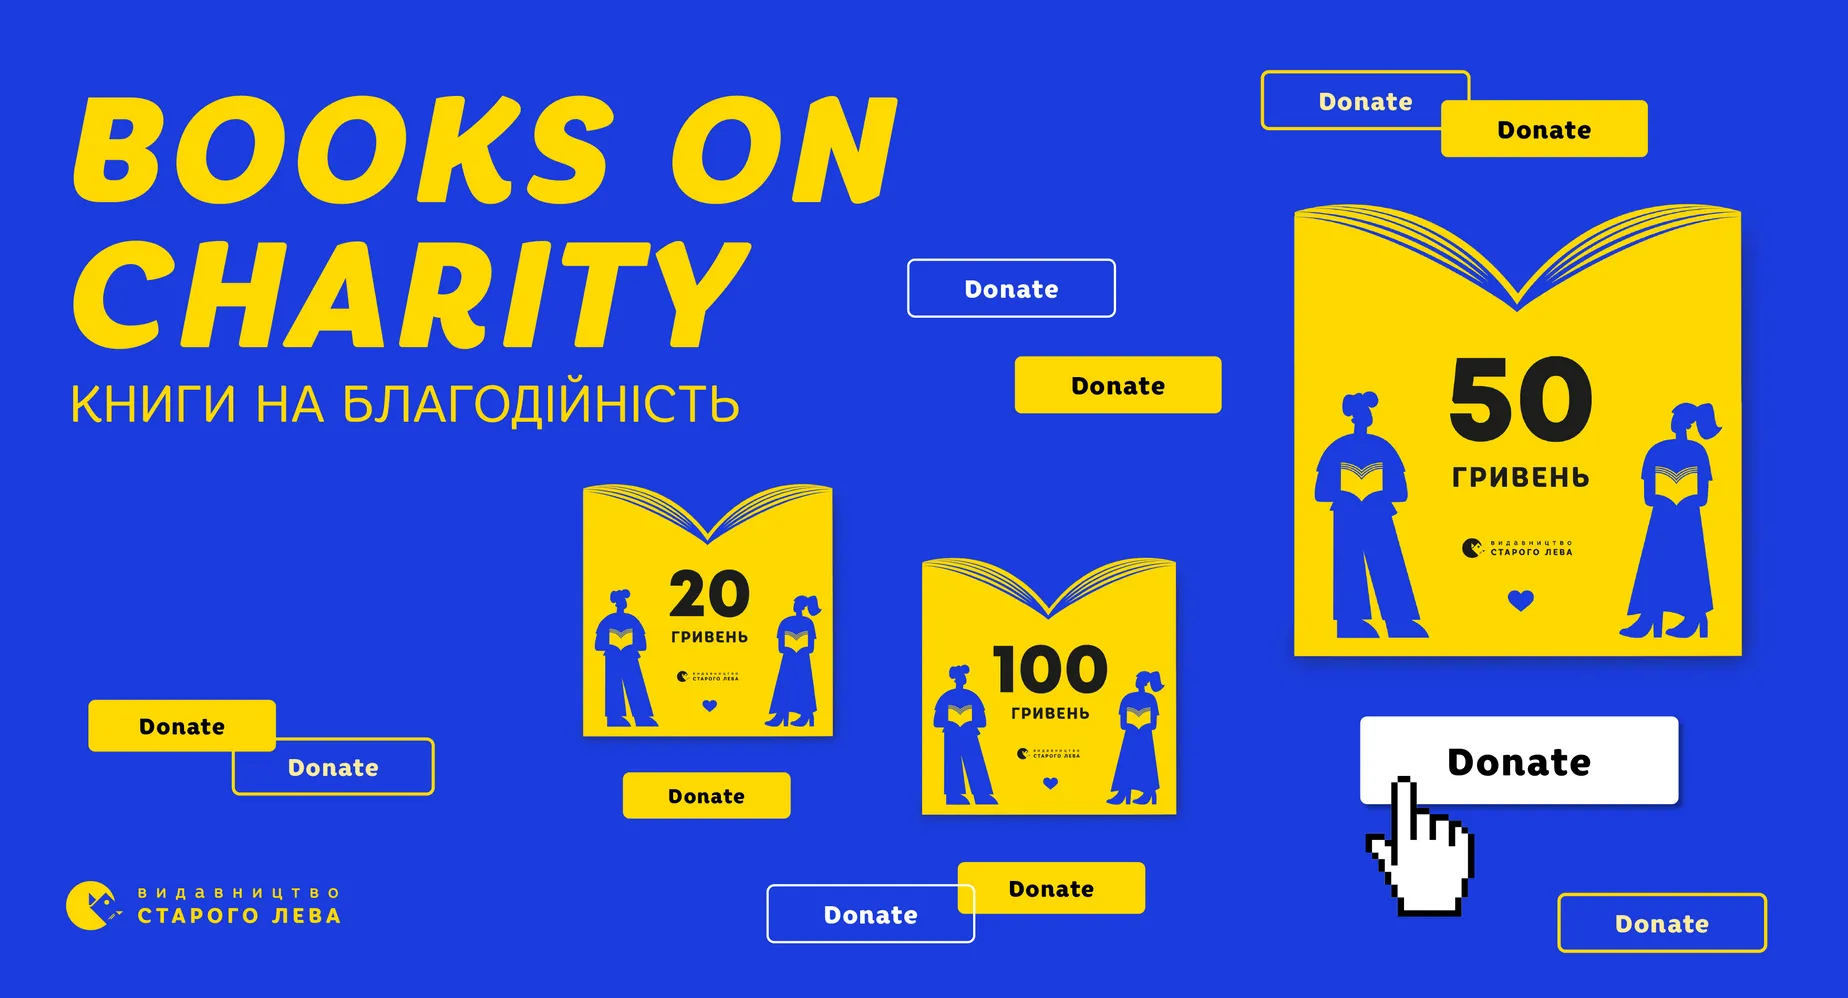 BOOKS ON
CHARITY
КНИГИ НА БЛАГОДІЙНІСТЬ
Donate
Donate
Donate
Donate
50
ГРИВЕНЬ
видавництво
СТАРОГО ЛЕВА
Donate
20
ГРИВЕНЬ
видавництво
СТАРОГО ЛЕВА
Donate
100
ГРИВЕНЬ
видавництво
СТАРОГО ЛЕВА
Donate
Donate
Donate
Donate
Donate
видавництво
СТАРОГО ЛЕВА